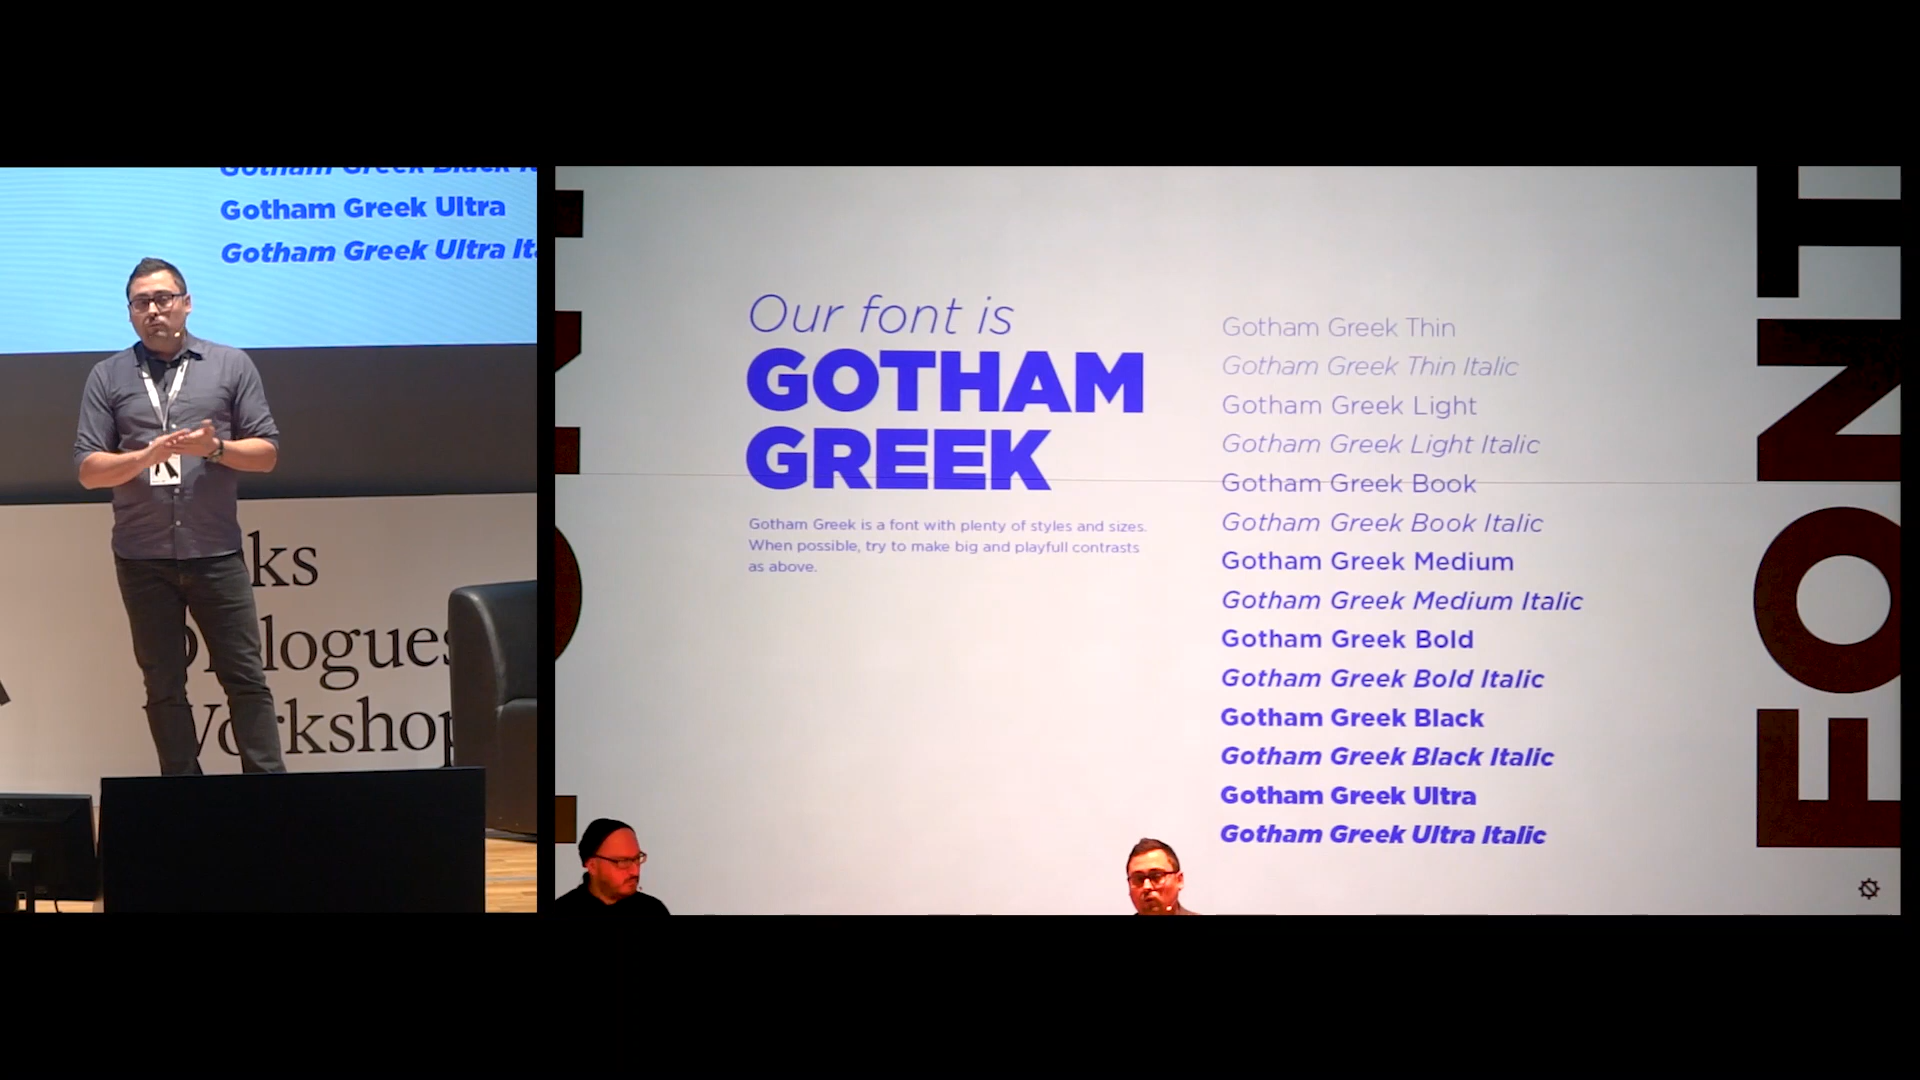 Gotham Greek Black It
Gotham Greek Ultra
Gotham Greek Ultra It
ks
Dialogues
Workshop
Our font is
GOTHAM
GREEK
Gotham Greek is a font with plenty of styles and sizes.
When possible, try to make big and playfull contrasts
as above.
Gotham Greek Thin
Gotham Greek Thin Italic
Gotham Greek Light
Gotham Greek Light Italic
Gotham Greek Book
Gotham Greek Book Italic
Gotham Greek Medium
Gotham Greek Medium Italic
Gotham Greek Bold
Gotham Greek Bold Italic
Gotham Greek Black
Gotham Greek Black Italic
Gotham Greek Ultra
Gotham Greek Ultra Italic
FONT